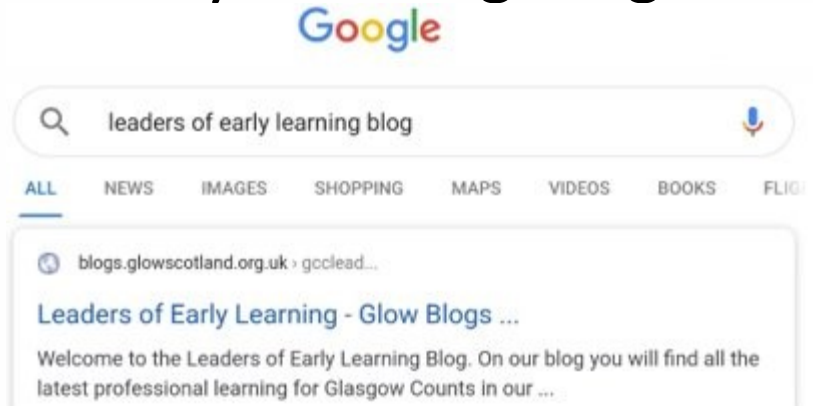 Google
leaders of early learning blog
ALL NEWS IMAGES SHOPPING MAPS VIDEOS BOOKS FLIG
blogs.glowscotland.org.uk › gcclead...
Leaders of Early Learning - Glow Blogs ...
Welcome to the Leaders of Early Learning Blog. On our blog you will find all the
latest professional learning for Glasgow Counts in our ...